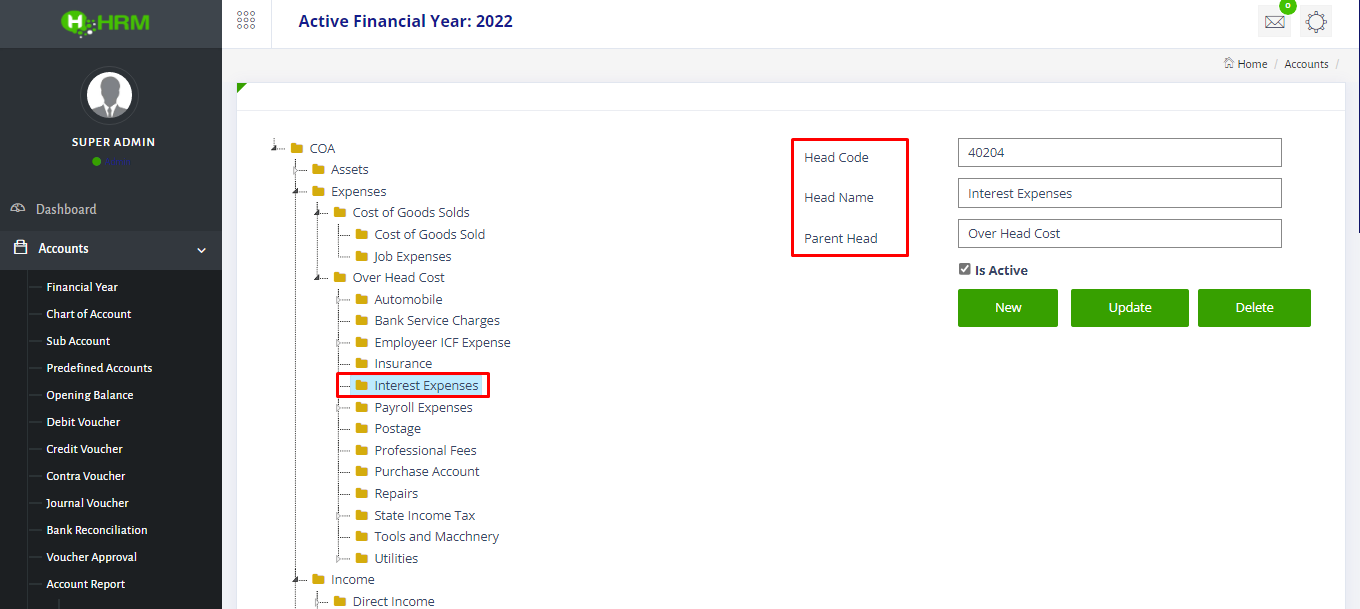 HRM
Active Financial Year: 2022
0
Home / Accounts /
SUPER ADMIN
Dashboard
Accounts
Financial Year
Chart of Account
Sub Account
Predefined Accounts
Opening Balance
Debit Voucher
Credit Voucher
Contra Voucher
Journal Voucher
Bank Reconciliation
Voucher Approval
Account Report
COA
Assets
Expenses
Cost of Goods Solds
Cost of Goods Sold
Job Expenses
Over Head Cost
Automobile
Bank Service Charges
Employeer ICF Expense
Insurance
Interest Expenses
Payroll Expenses
Postage
Professional Fees
Purchase Account
Repairs
State Income Tax
Tools and Macchnery
Utilities
Income
Direct Income
Head Code 40204
Head Name Interest Expenses
Parent Head Over Head Cost
Is Active
New Update Delete